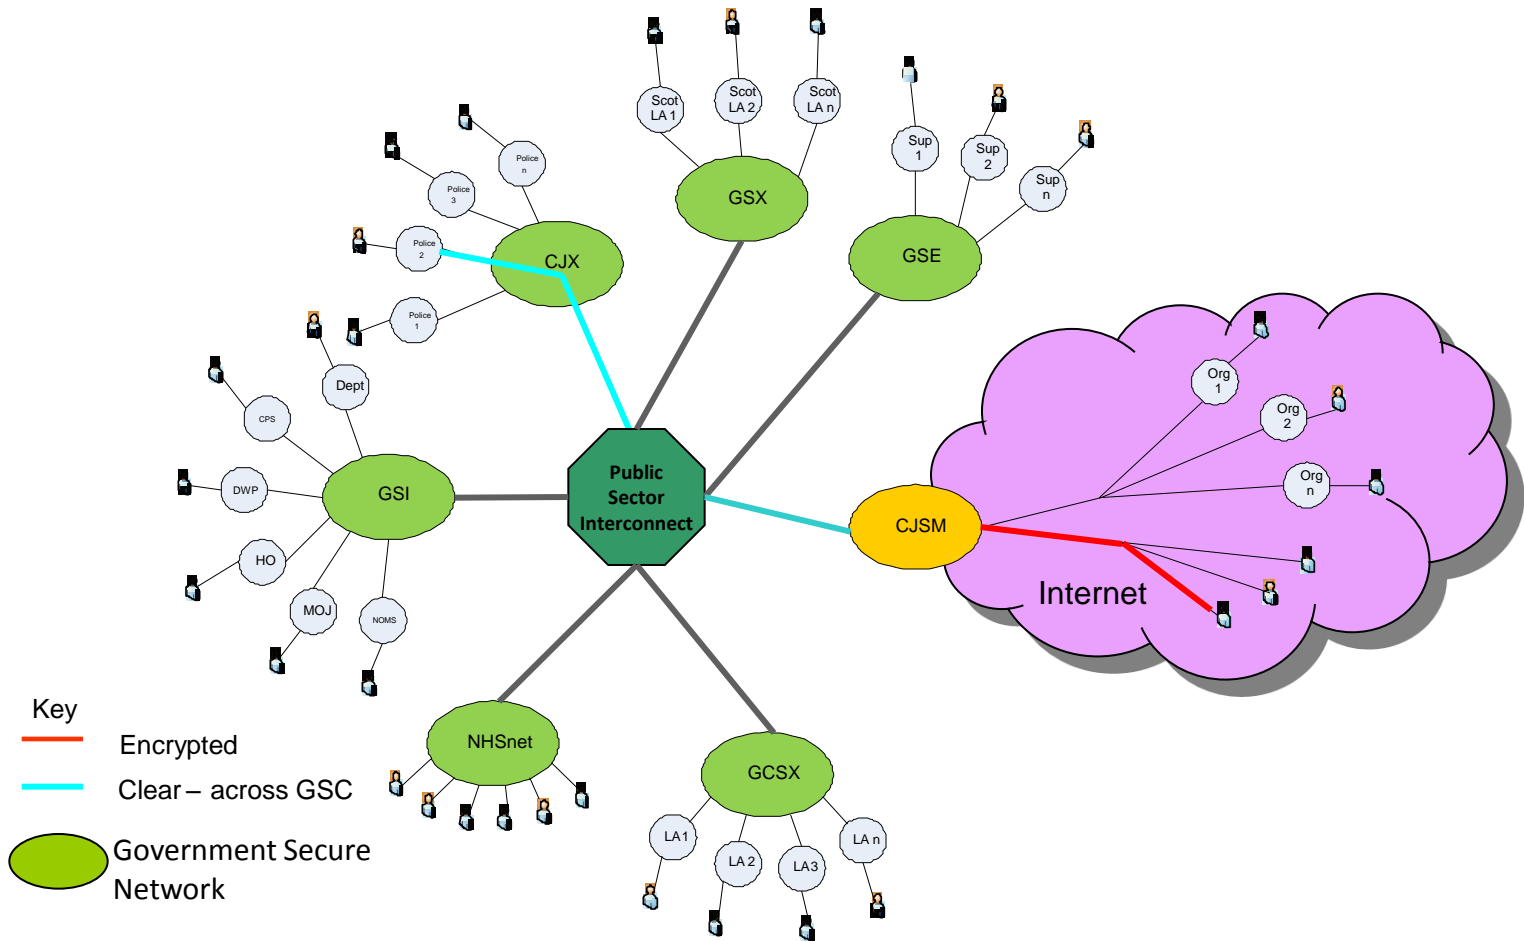 Scot
LA 1
Scot
LA 2
Scot
LA n
GSX
Sup
1
Sup
2
Sup
n
GSE
Police
n
Police
3
Police
2
Police
1
CJX
Dept
CPS
DWP
HO
MOJ
NOMS
GSI
Public
Sector
Interconnect
CJSM
Org
1
Org
2
Org
n
Internet
NHSnet
GCSX
LA1
LA 2
LA3
LA n
Key
Encrypted
Clear – across GSC
Government Secure
Network